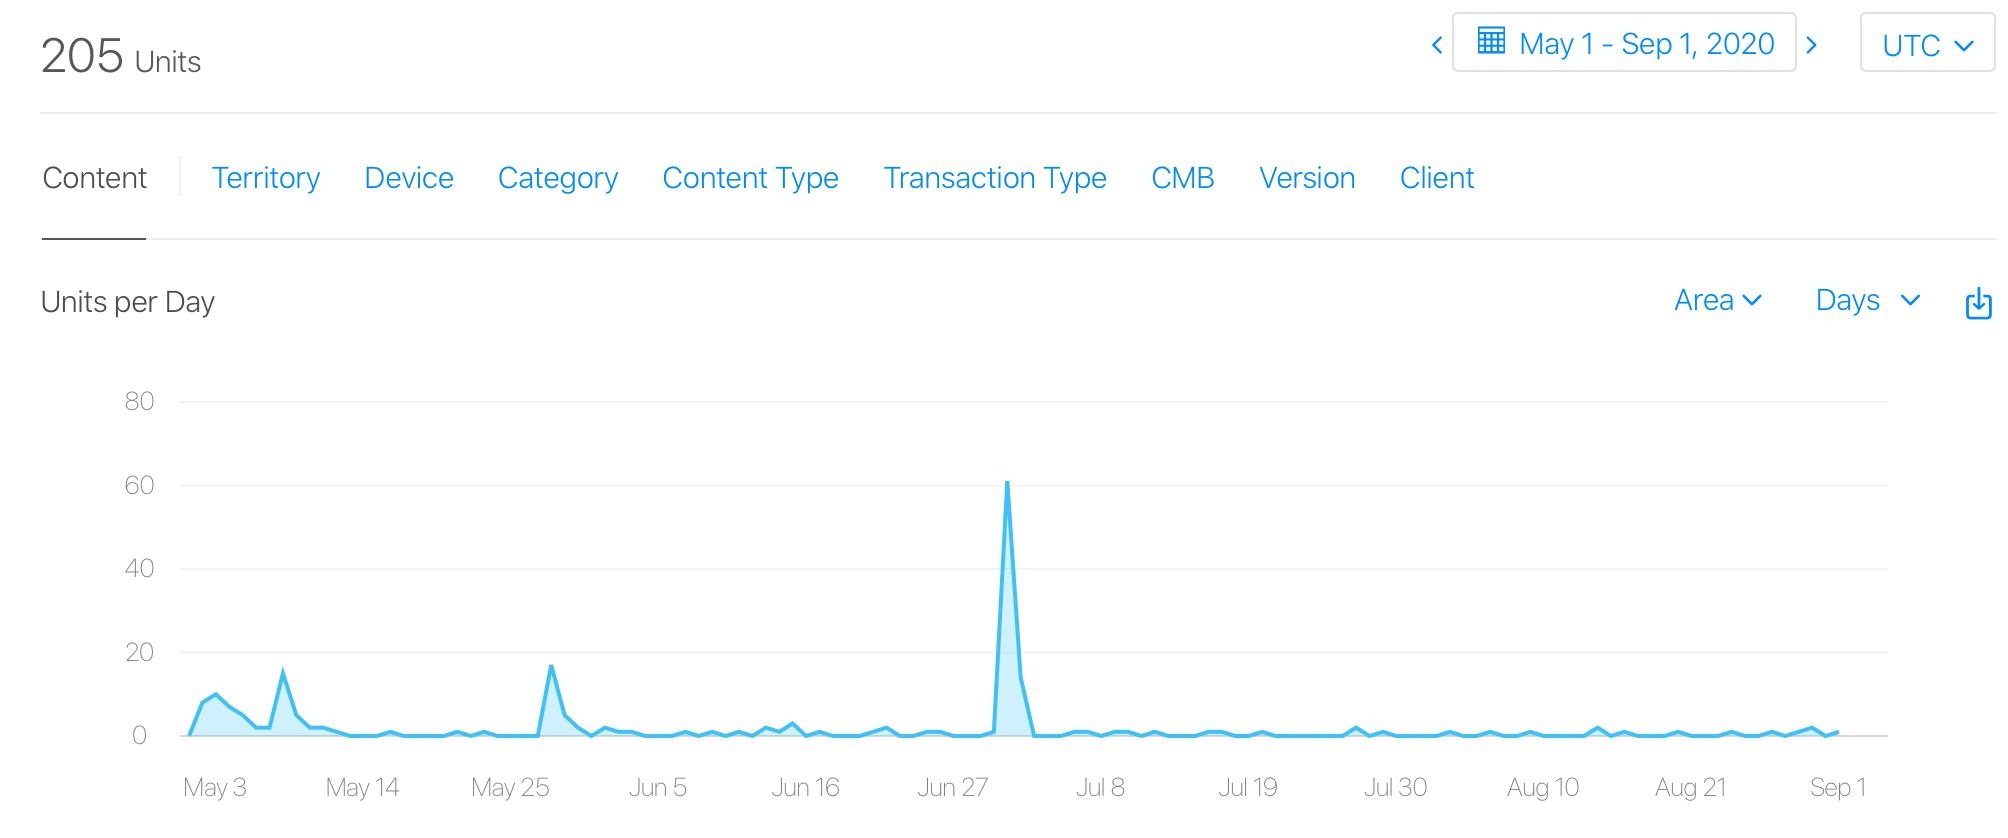 205 Units
May 1 - Sep 1, 2020
UTC
Content Territory Device Category Content Type Transaction Type CMB Version Client
Units per Day
Area Days
80
60
40
20
0
May 3 May 14 May 25 Jun 5 Jun 16 Jun 27 Jul 8 Jul 19 Jul 30 Aug 10 Aug 21 Sep 1